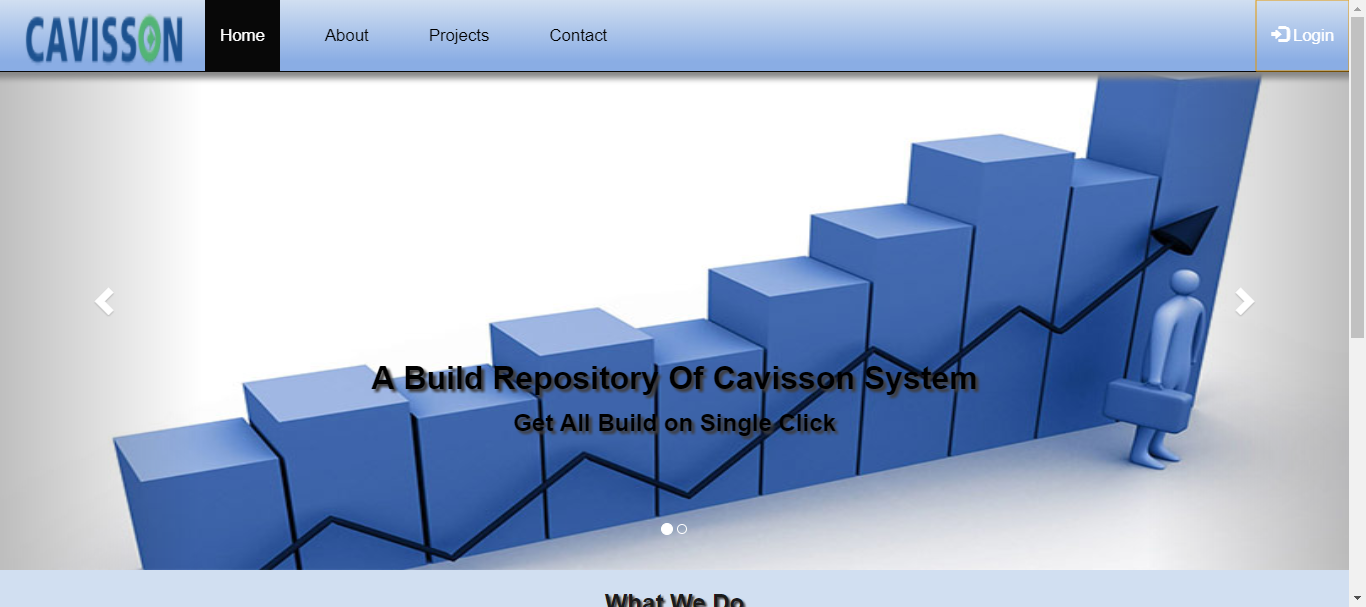 CAVISSON
Home
About
Projects
Contact
Login
A Build Repository Of Cavisson System
Get All Build on Single Click
What We Do